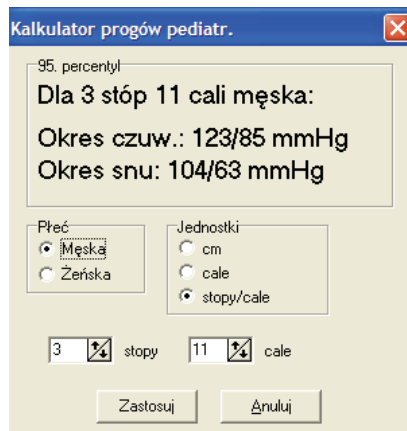 Kalkulator progów pediatr.
95. percentyl
Dla 3 stóp 11 cali męska:
Okres czuw.: 123/85 mmHg
Okres snu: 104/63 mmHg
Płeć
Męska
Żeńska
Jednostki
cm
cale
stopy/cale
3 stopy 11 cale
Zastosuj Anuluj